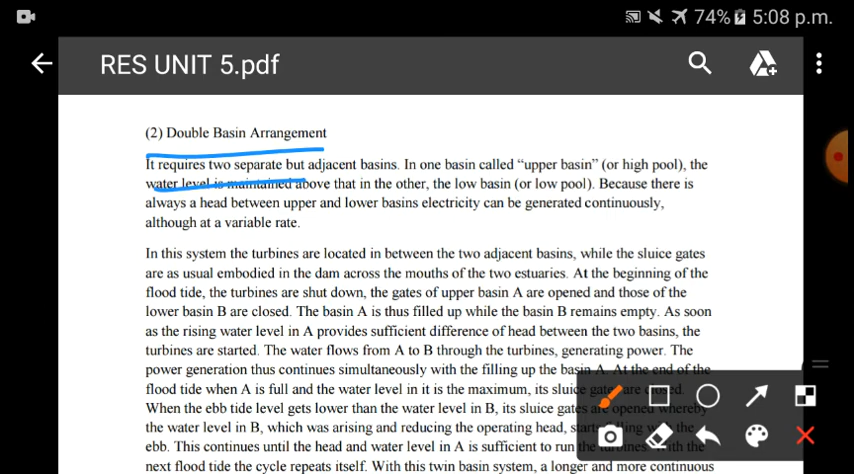 74% 5:08 p.m.
RES UNIT 5.pdf
(2) Double Basin Arrangement
It requires two separate but adjacent basins. In one basin called “upper basin” (or high pool), the
water level is maintained above that in the other, the low basin (or low pool). Because there is
always a head between upper and lower basins electricity can be generated continuously,
although at a variable rate.
In this system the turbines are located in between the two adjacent basins, while the sluice gates
are as usual embodied in the dam across the mouths of the two estuaries. At the beginning of the
flood tide, the turbines are shut down, the gates of upper basin A are opened and those of the
lower basin B are closed. The basin A is thus filled up while the basin B remains empty. As soon
as the rising water level in A provides sufficient difference of head between the two basins, the
turbines are started. The water flows from A to B through the turbines, generating power. The
power generation thus continues simultaneously with the filling up the basin A. At the end of the
flood tide when A is full and the water level in it is the maximum, its sluice gates are closed.
When the ebb tide level gets lower than the water level in B, its sluice gates are opened whereby
the water level in B, which was arising and reducing the operating head, starts falling with the
ebb. This continues until the head and water level in A is sufficient to run the turbines. With the
next flood tide the cycle repeats itself. With this twin basin system, a longer and more continuous